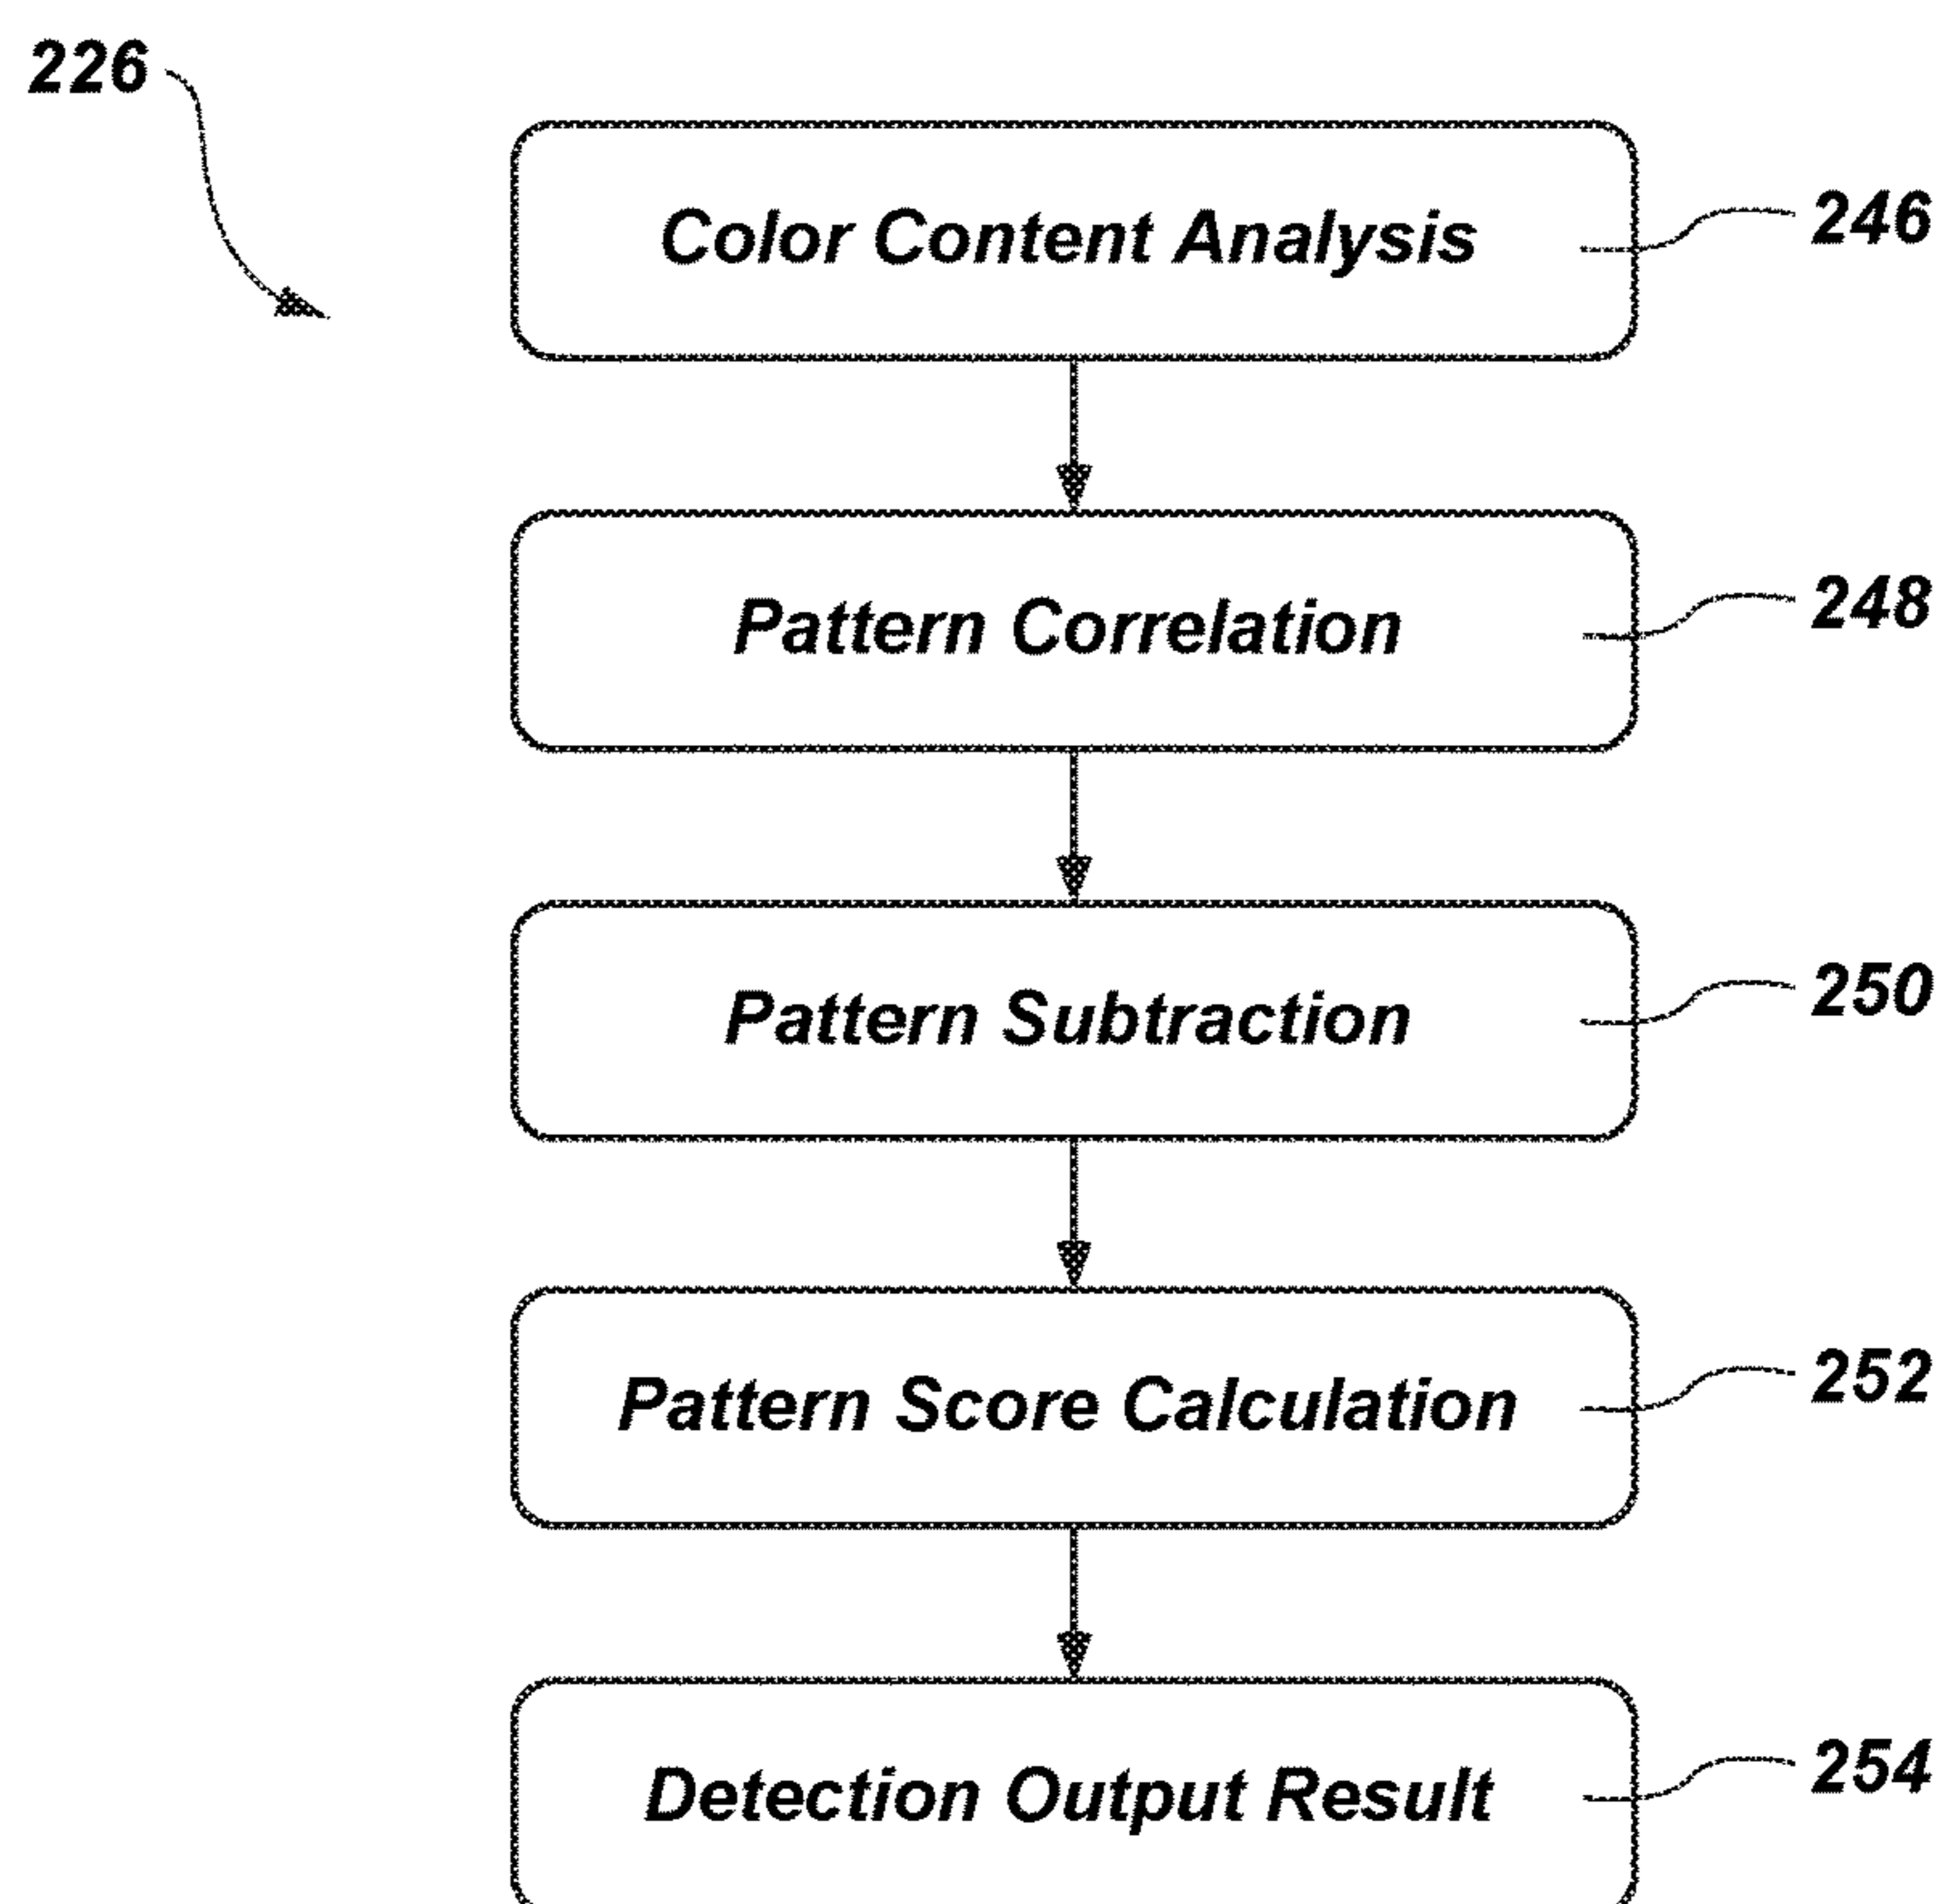 226
Color Content Analysis
246
Pattern Correlation
248
Pattern Subtraction
250
Pattern Score Calculation
252
Detection Output Result
254